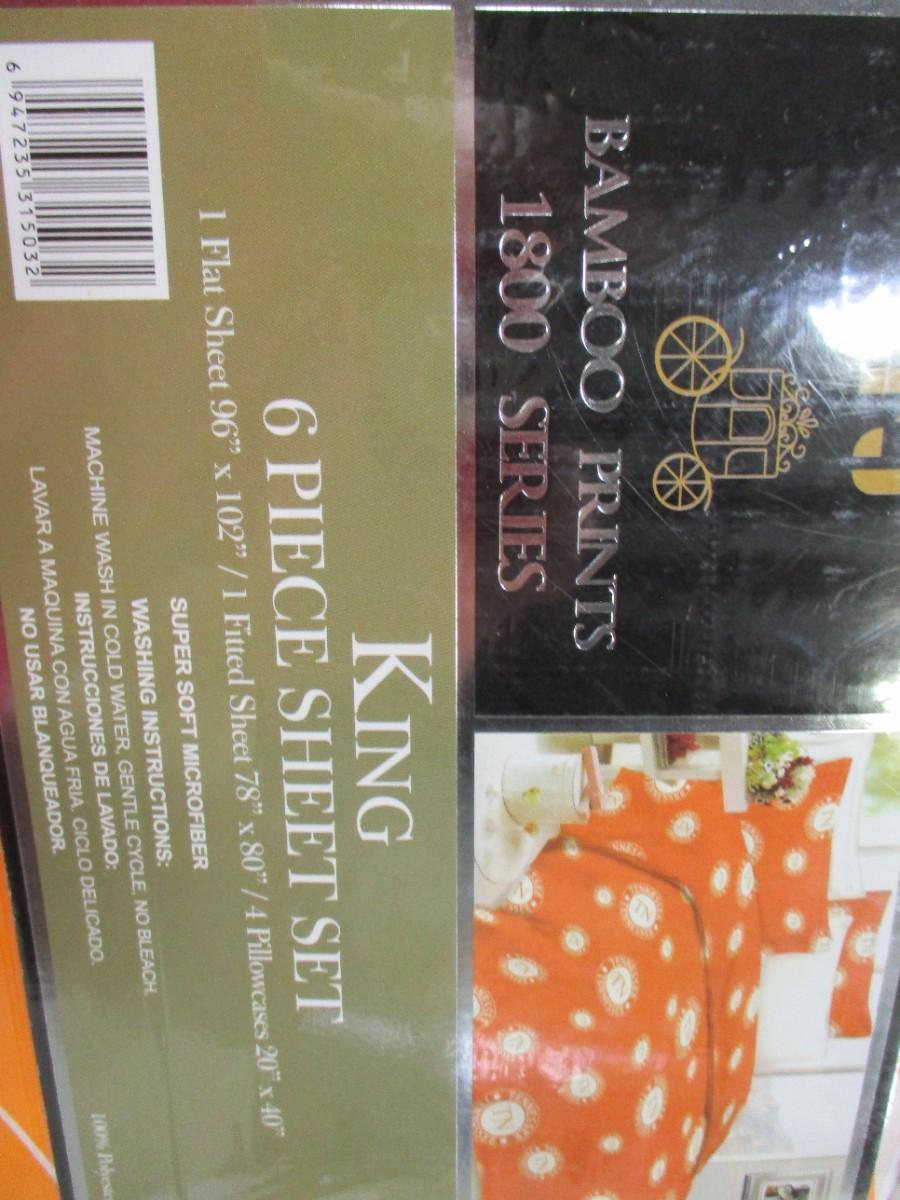 BAMBOO PRINTS
1800 SERIES
KING
6 PIECE SHEET SET
1 Flat Sheet 96” x 102” / 1 Fitted Sheet 78” x 80” / 4 Pillowcases 20” x 40”
SUPER SOFT MICROFIBER
WASHING INSTRUCTIONS:
MACHINE WASH IN COLD WATER, GENTLE CYCLE. NO BLEACH.
INSTRUCCIONES DE LAVADO:
LAVAR A MAQUINA CON AGUA FRIA, CICLO DELICADO.
NO USAR BLANQUEADOR.
100%
6 947235 315032